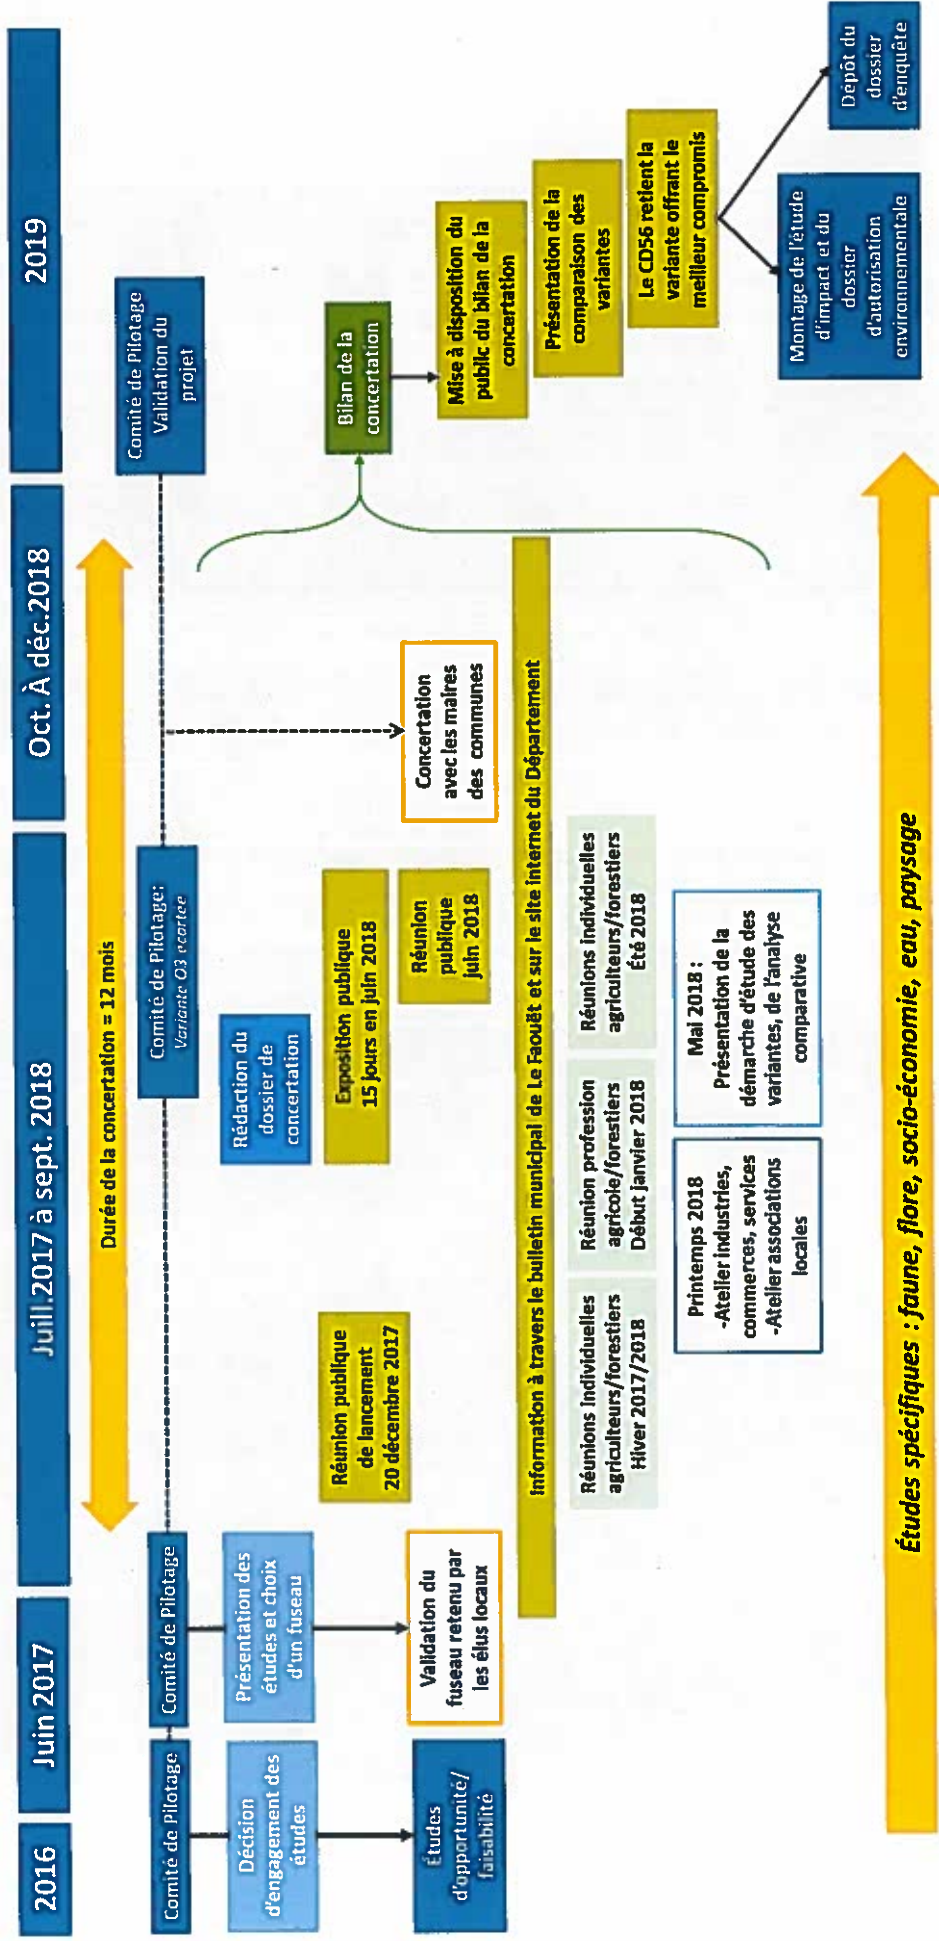 2016
Juin 2017
Juill.2017 à sept. 2018
Oct. À déc.2018
2019
Durée de la concertation = 12 mois
Comité de Pilotage
Comité de Pilotage
Comité de Pilotage:
Variante O3 ecartee
Comité de Pilotage
Validation du
projet
Décision
d'engagement des
études
Études
d'opportunité/
faisabilité
Présentation des
études et choix
d'un fuseau
Validation du
fuseau retenu par
les élus locaux
Réunion publique
de lancement
20 décembre 2017
Rédaction du
dossier de
concertation
Exposition publique
15 jours en juin 2018
Réunion
publique
juin 2018
Concertation
avec les maires
des communes
Information à travers le bulletin municipal de Le Faouët et sur le site internet du Département
Réunions individuelles
agriculteurs/forestiers
Hiver 2017/2018
Réunion profession
agricole/forestiers
Début janvier 2018
Réunions individuelles
agriculteurs/forestiers
Été 2018
Printemps 2018
-Atelier industries,
commerces, services
-Atelier associations
locales
Mai 2018 :
Présentation de la
démarche d'étude des
variantes, de l'analyse
comparative
Bilan de la
concertation
Mise à disposition du
public du bilan de la
concertation
Présentation de la
comparaison des
variantes
Le CD56 retient la
variante offrant le
meilleur compromis
Montage de l'étude
d'impact et du
dossier
d'autorisation
environnementale
Dépôt du
dossier
d'enquête
Études spécifiques : faune, flore, socio-économie, eau, paysage